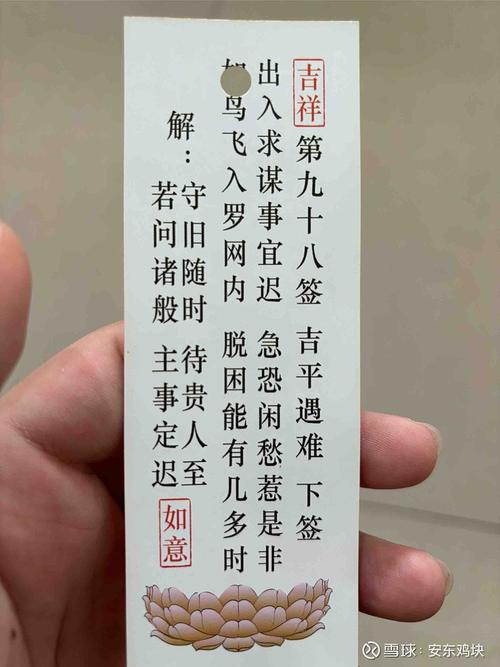 吉祥 第九十八签 吉平遇难 下签
出入求谋事宜迟 急恐闲愁惹是非
鸟飞入罗网内 脱困能有几多时
解：守旧随时 待贵人至
若问诸般 主事定迟
如意
雪球：安东鸡块